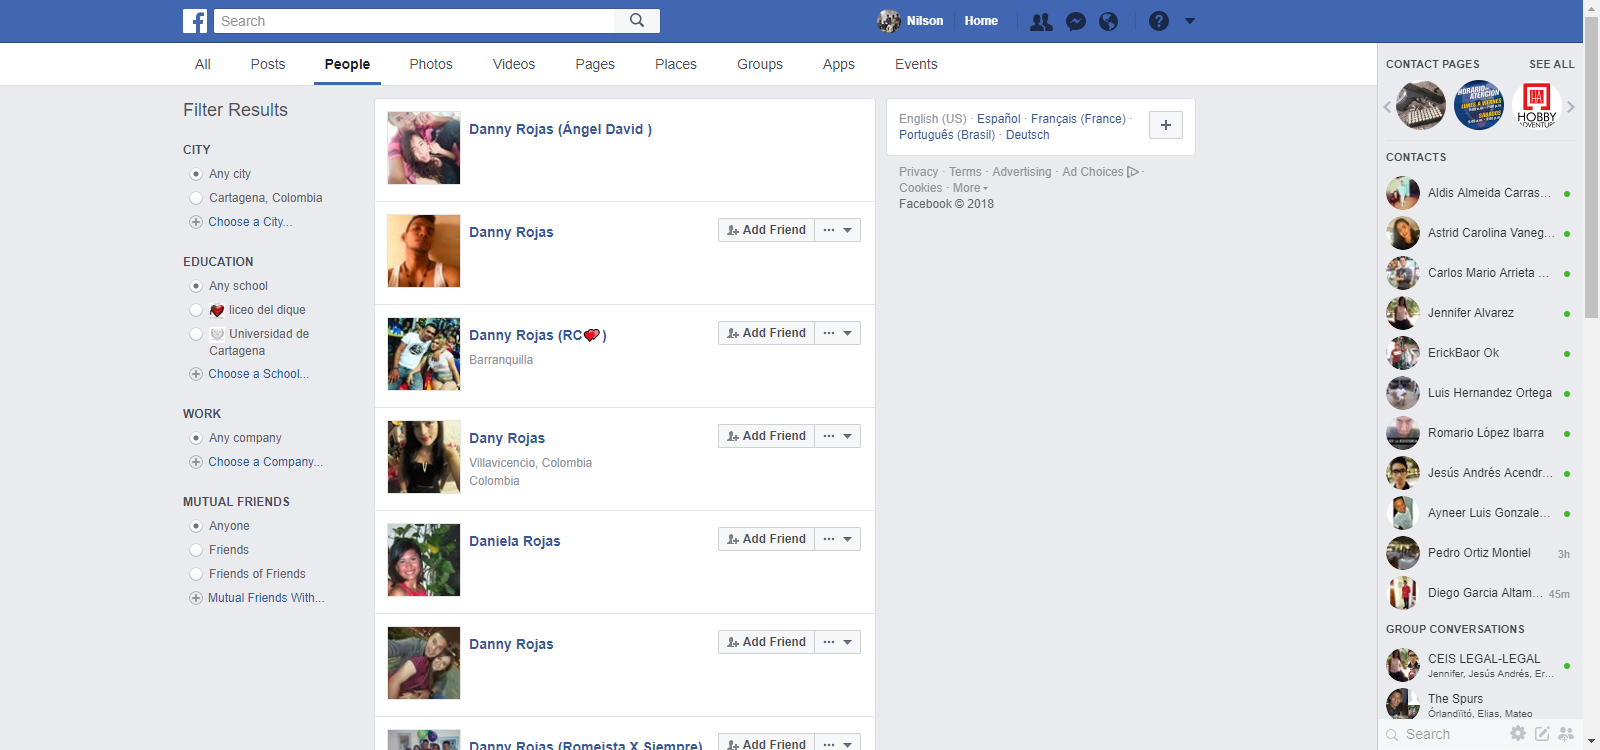 Search
Nilson
Home
All
Posts
People
Photos
Videos
Pages
Places
Groups
Apps
Events
Filter Results
CITY
Any city
Cartagena, Colombia
Choose a City...
EDUCATION
Any school
liceo del dique
Universidad de
Cartagena
Choose a School...
WORK
Any company
Choose a Company...
MUTUAL FRIENDS
Anyone
Friends
Friends of Friends
Mutual Friends With...
Danny Rojas (Ángel David )
Danny Rojas
Add Friend
Danny Rojas (RC💕)
Barranquilla
Add Friend
Dany Rojas
Villavicencio, Colombia
Colombia
Add Friend
Daniela Rojas
Add Friend
Danny Rojas
Add Friend
Danny Rojas (Romeista X Siempre)
Add Friend
English (US) · Español · Français (France) ·
Português (Brasil) · Deutsch
Privacy · Terms · Advertising · Ad Choices ·
Cookies · More
Facebook © 2018
CONTACT PAGES
SEE ALL
HORARIO DE
ATENCIÓN
LUNES A VIERNES
SÁBADOS
HOBBY
ADVENTURE
CONTACTS
Aldis Almeida Carras...
Astrid Carolina Vaneg...
Carlos Mario Arrieta ...
Jennifer Alvarez
ErickBaor Ok
Luis Hernandez Ortega
Romario López Ibarra
Jesús Andrés Acendr...
Ayneer Luis Gonzale...
Pedro Ortiz Montiel 3h
Diego Garcia Altam... 45m
GROUP CONVERSATIONS
CEIS LEGAL-LEGAL
Jennifer, Jesús Andrés, Er...
The Spurs
Órlandïító, Elias, Mateo
Search